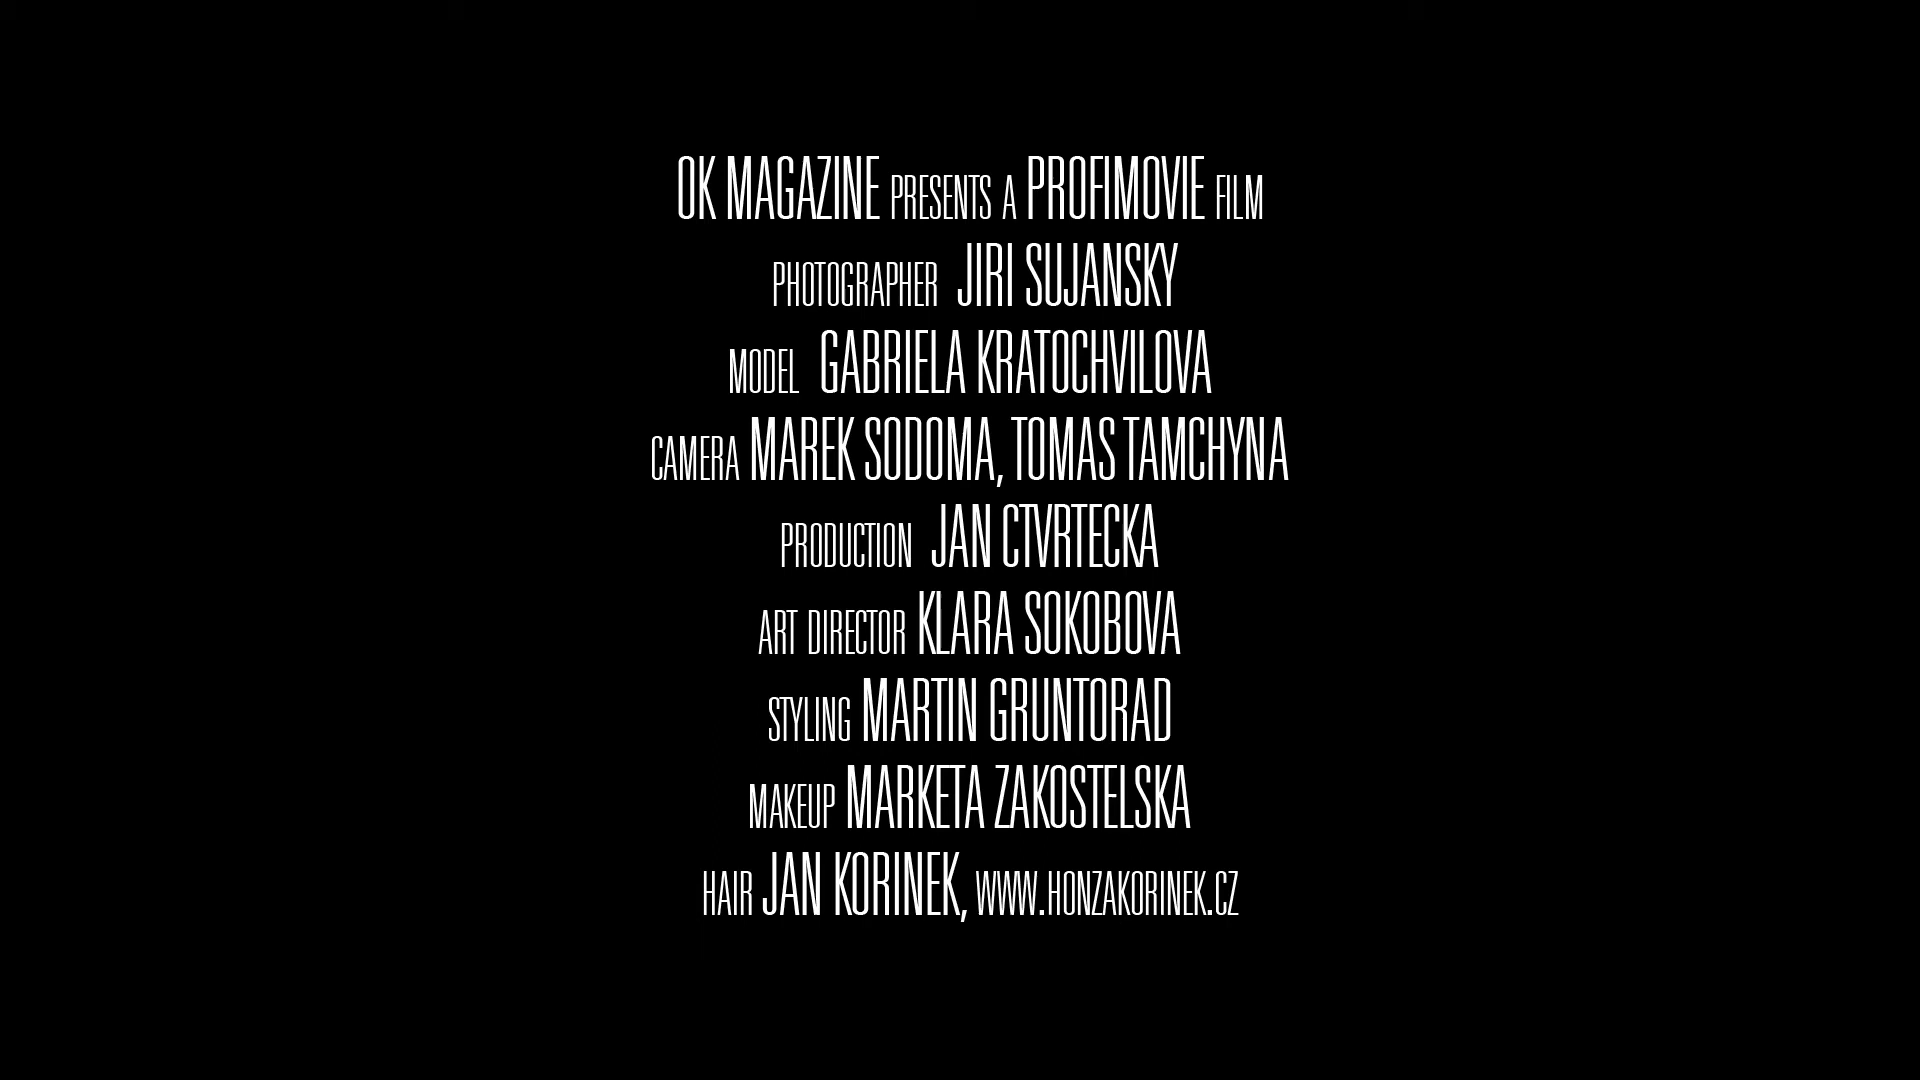 OK MAGAZINE PRESENTS A PROFIMOVIE FILM
PHOTOGRAPHER JIRI SUJANSKY
MODEL GABRIELA KRATOCHVILOVA
CAMERA MAREK SODOMA, TOMAS TAMCHYNA
PRODUCTION JAN CTVRTECKA
ART DIRECTOR KLARA SOKOBOVA
STYLING MARTIN GRUNTORAD
MAKEUP MARKETA ZAKOSTELSKA
HAIR JAN KORINEK, WWW.HONZAKORINEK.CZ